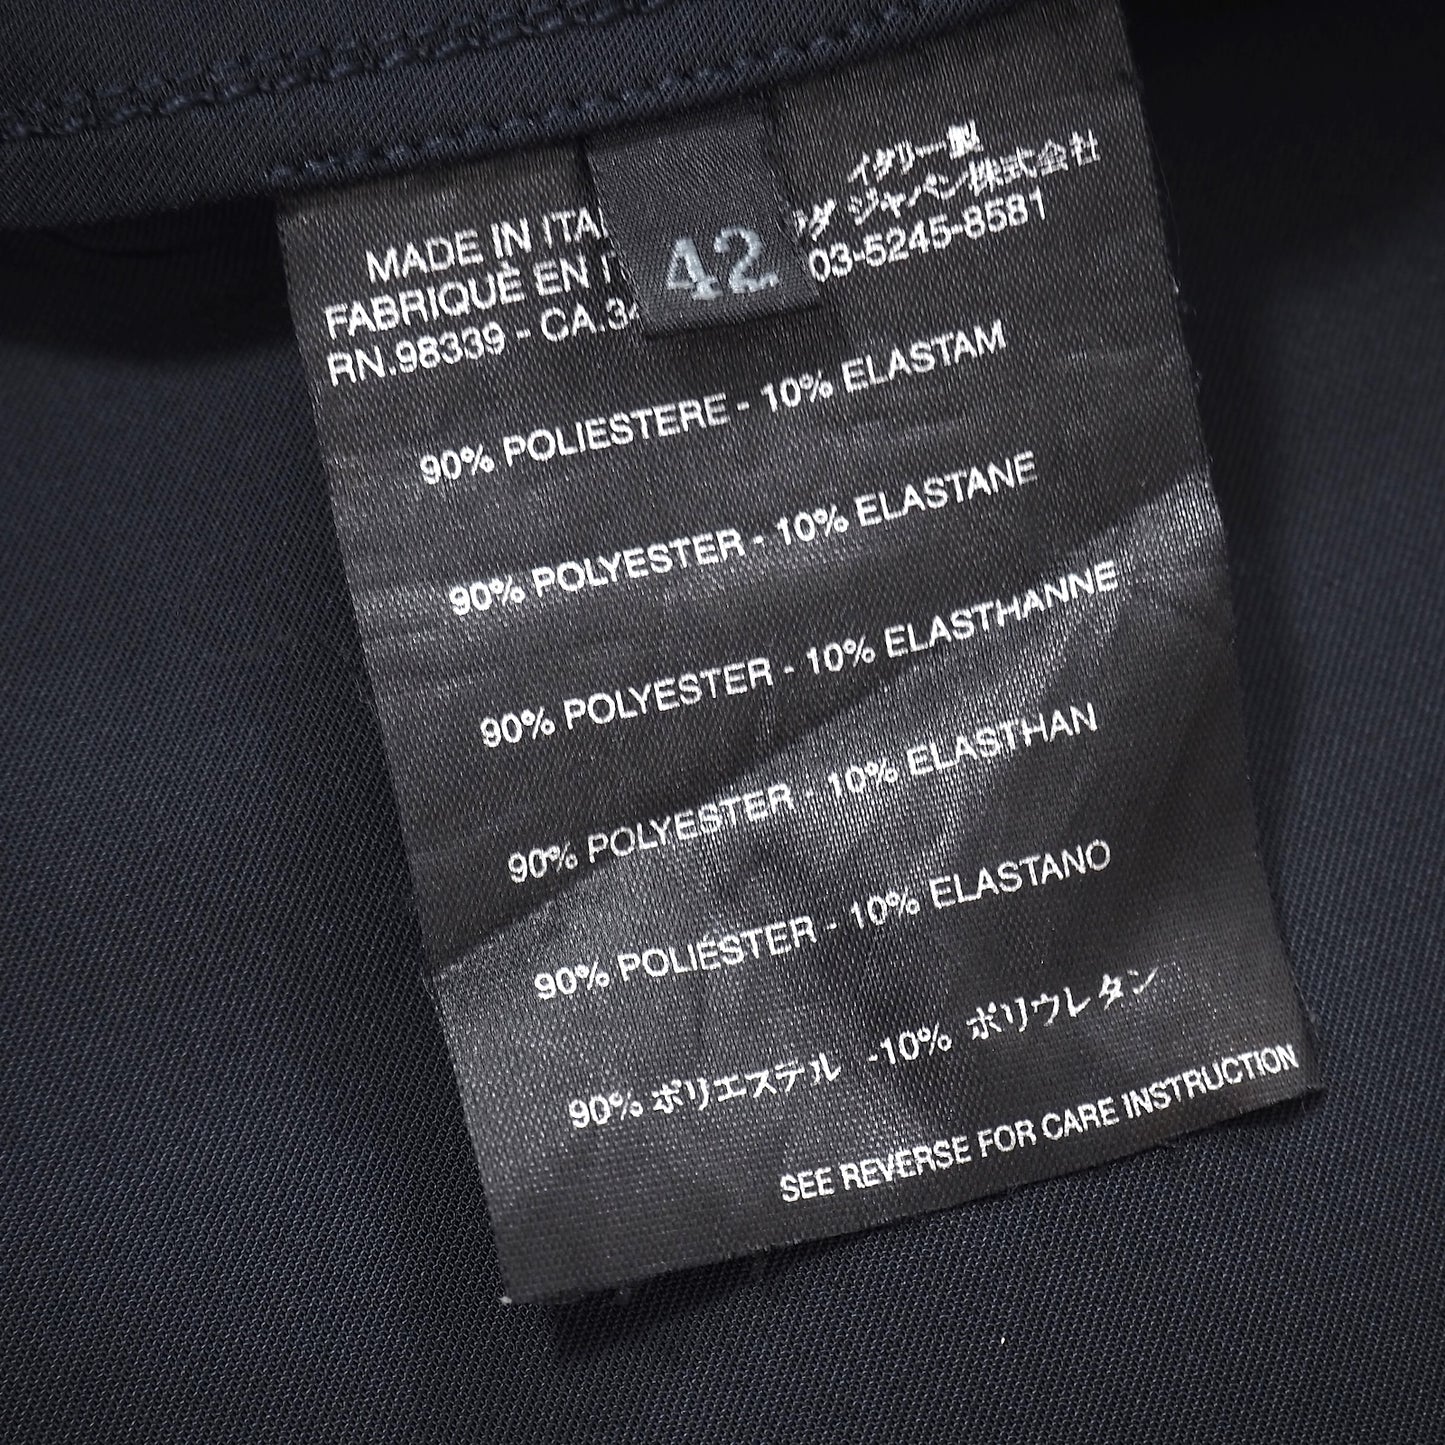 MADE IN ITA
FABRIQUÈ EN I
RN.98339 - CA.34
42
イタリー製
ジャパン株式会社
03-5245-8581
90% POLIESTERE - 10% ELASTAM
90% POLYESTER - 10% ELASTANE
90% POLYESTER - 10% ELASTHANNE
90% POLYESTER - 10% ELASTHAN
90% POLIÉSTER - 10% ELASTANO
90% ポリエステル -10% ポリウレタン
SEE REVERSE FOR CARE INSTRUCTION